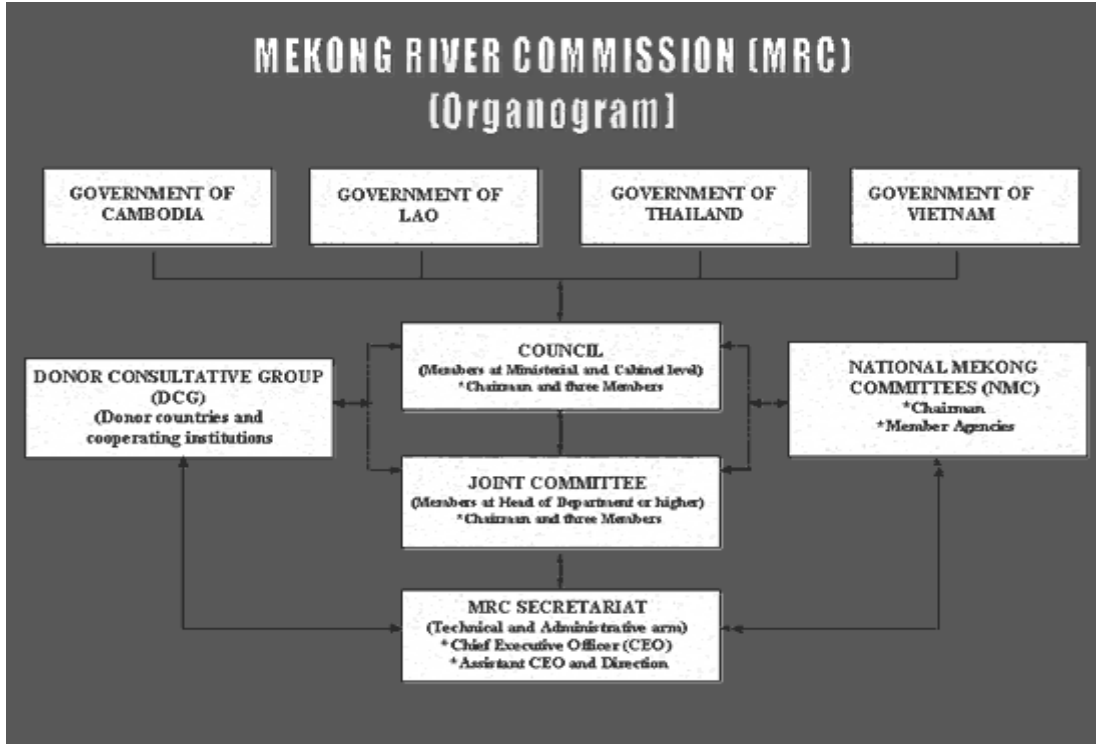 MEKONG RIVER COMMISSION (MRC)
(Organogram)
GOVERNMENT OF
CAMBODIA
GOVERNMENT OF
LAO
GOVERNMENT OF
THAILAND
GOVERNMENT OF
VIETNAM
COUNCIL
(Members at Ministerial and Cabinet level)
*Chairman and three Members
DONOR CONSULTATIVE GROUP
(DCG)
(Donor countries and
cooperating institutions
NATIONAL MEKONG
COMMITTEES (NMC)
*Chairman
*Member Agencies
JOINT COMMITTEE
(Members at Head of Department or higher)
*Chairman and three Members
MRC SECRETARIAT
(Technical and Administrative arm)
*Chief Executive Officer (CEO)
*Assistant CEO and Direction